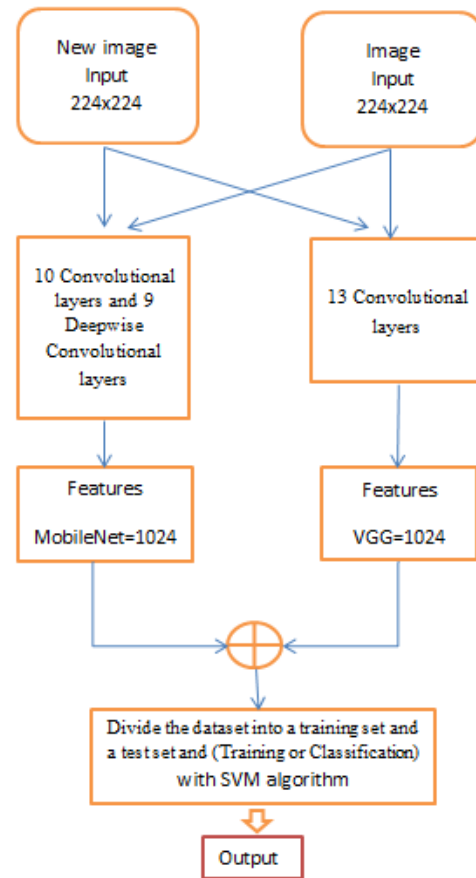 New image
Input
224x224
Image
Input
224x224
10 Convolutional
layers and 9
Deepwise
Convolutional
layers
13 Convolutional
layers
Features
MobileNet=1024
Features
VGG=1024
Divide the dataset into a training set and
a test set and (Training or Classification)
with SVM algorithm
Output